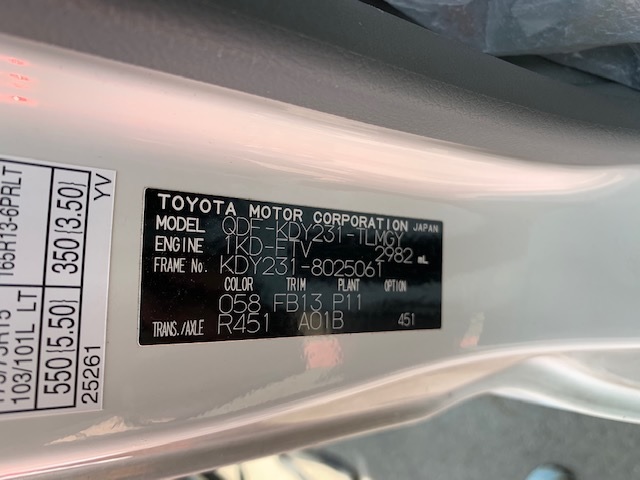 TOYOTA MOTOR CORPORATION JAPAN
MODEL QDF-KDY231-TLMGY
ENGINE 1KD-FTV 2982 mL
FRAME No. KDY231-8025061
COLOR TRIM PLANT OPTION
058 FB13 P11
TRANS./AXLE R451 A01B 451
165R13-6PRLT
350{3.50}
YV
103/101L LT
550{5.50}
25261